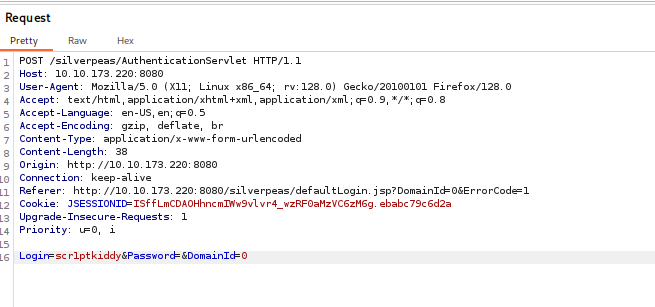 Request
Pretty Raw Hex
1 POST /silverpeas/AuthenticationServlet HTTP/1.1
2 Host: 10.10.173.220:8080
3 User-Agent: Mozilla/5.0 (X11; Linux x86_64; rv:128.0) Gecko/20100101 Firefox/128.0
4 Accept: text/html,application/xhtml+xml,application/xml;q=0.9,*/*;q=0.8
5 Accept-Language: en-US,en;q=0.5
6 Accept-Encoding: gzip, deflate, br
7 Content-Type: application/x-www-form-urlencoded
8 Content-Length: 38
9 Origin: http://10.10.173.220:8080
10 Connection: keep-alive
11 Referer: http://10.10.173.220:8080/silverpeas/defaultLogin.jsp?DomainId=0&ErrorCode=1
12 Cookie: JSESSIONID=ISffLmCDAOHhncmIWw9vlvr4_wzRF0aMzVC6zM6g.ebabc79c6d2a
13 Upgrade-Insecure-Requests: 1
14 Priority: u=0, i
15
16 Login=scr1ptkiddy&Password=&DomainId=0